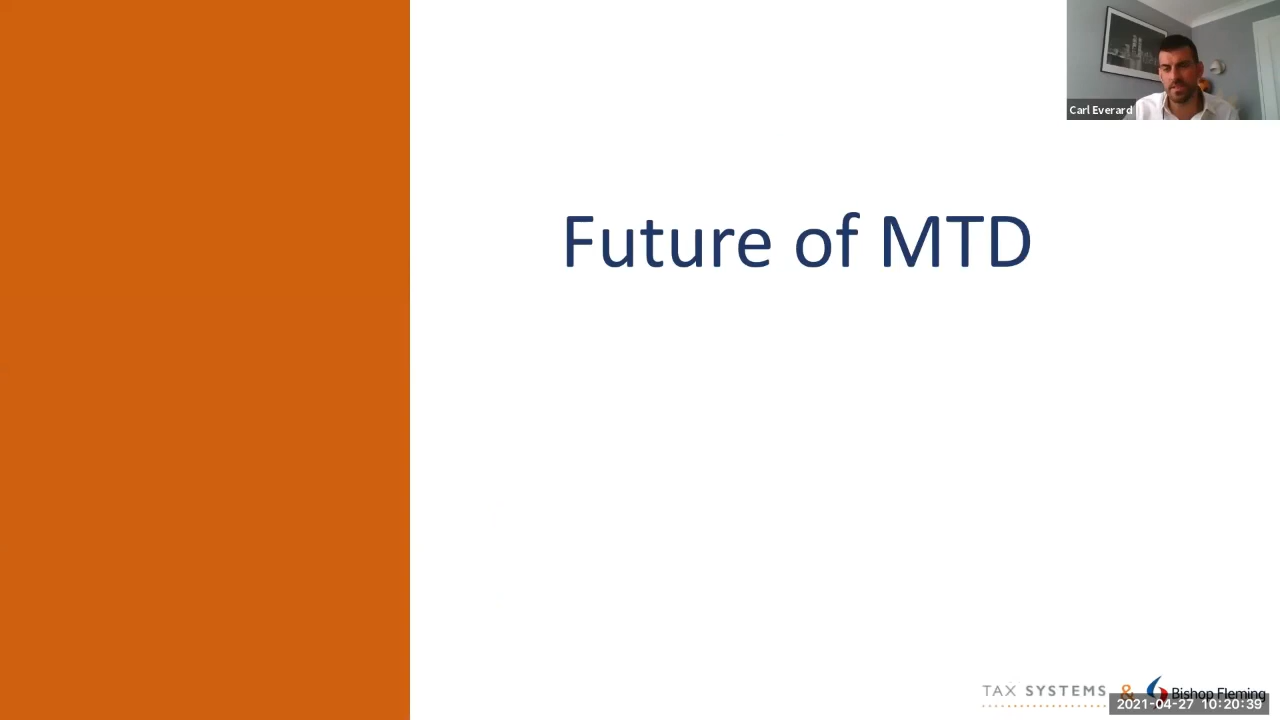 Carl Everard
Future of MTD
TAX SYSTEMS & Bishop Fleming
2021-04-27 10:20:39